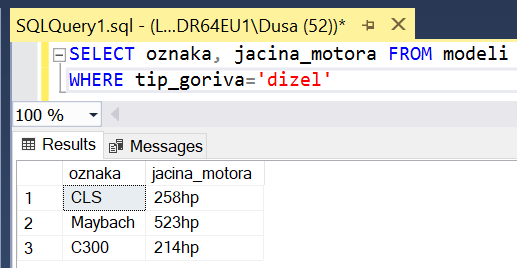 SQLQuery1.sql - (L...DR64EU1\Dusa (52))*
SELECT oznaka, jacina_motora FROM modeli
WHERE tip_goriva='dizel'
100 %
Results Messages
oznaka jacina_motora
1 CLS 258hp
2 Maybach 523hp
3 C300 214hp